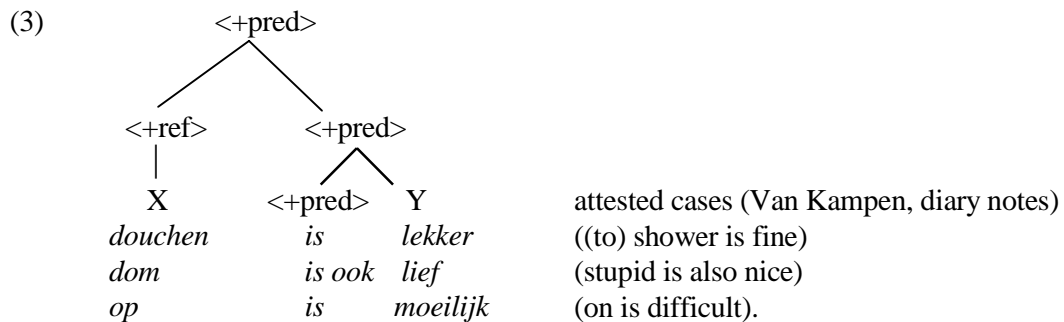 (3) <+pred>
<+ref> <+pred>
X <+pred> Y attested cases (Van Kampen, diary notes)
douchen is lekker ((to) shower is fine)
dom is ook lief (stupid is also nice)
op is moeilijk (on is difficult).